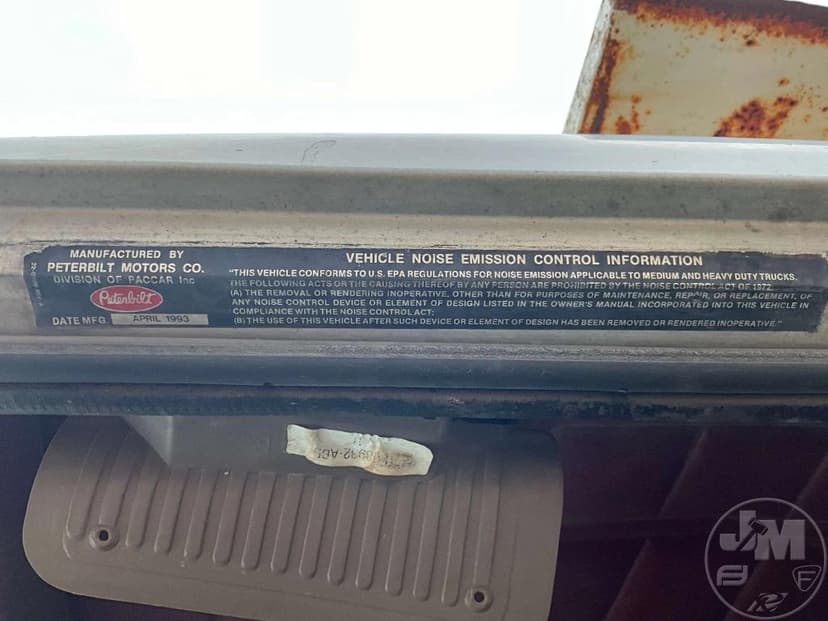 MANUFACTURED BY
PETERBILT MOTORS CO.
DIVISION OF PACCAR Inc
Peterbilt
DATE MFG. APRIL 1993
VEHICLE NOISE EMISSION CONTROL INFORMATION
"THIS VEHICLE CONFORMS TO U.S. EPA REGULATIONS FOR NOISE EMISSION APPLICABLE TO MEDIUM AND HEAVY DUTY TRUCKS.
THE FOLLOWING ACTS OR THE CAUSING THEREOF BY ANY PERSON ARE PROHIBITED BY THE NOISE CONTROL ACT OF 1972
(A) THE REMOVAL OR RENDERING INOPERATIVE, OTHER THAN FOR PURPOSES OF MAINTENANCE, REPAIR, OR REPLACEMENT, OF
ANY NOISE CONTROL DEVICE OR ELEMENT OF DESIGN LISTED IN THE OWNER'S MANUAL INCORPORATED INTO THIS VEHICLE IN
COMPLIANCE WITH THE NOISE CONTROL ACT;
(B) THE USE OF THIS VEHICLE AFTER SUCH DEVICE OR ELEMENT OF DESIGN HAS BEEN REMOVED OR RENDERED INOPERATIVE."
JM